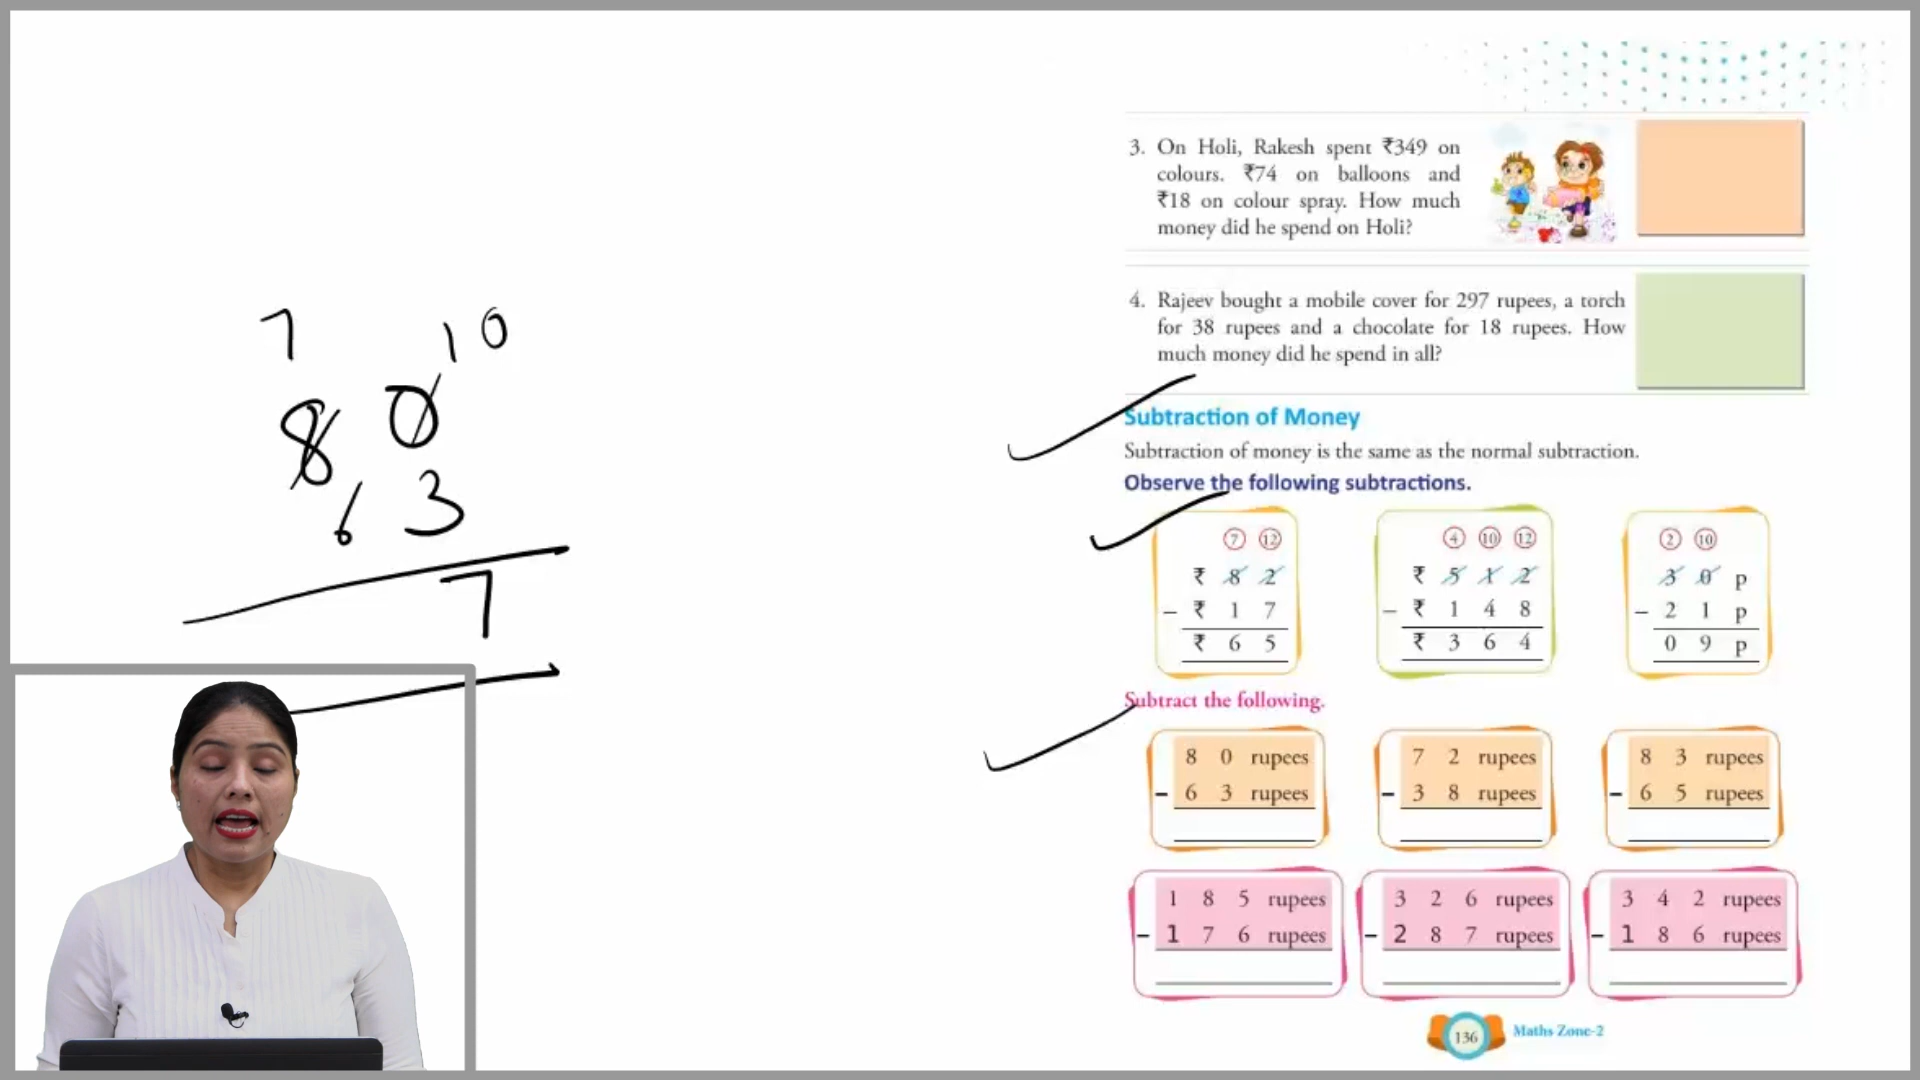 7 10
8 0
6 3
7
3. On Holi, Rakesh spent ₹349 on
colours. ₹74 on balloons and
₹18 on colour spray. How much
money did he spend on Holi?
4. Rajeev bought a mobile cover for 297 rupees, a torch
for 38 rupees and a chocolate for 18 rupees. How
much money did he spend in all?
Subtraction of Money
Subtraction of money is the same as the normal subtraction.
Observe the following subtractions.
7 12
₹ 8 2
– ₹ 1 7
₹ 6 5
4 10 12
₹ 5 1 2
– ₹ 1 4 8
₹ 3 6 4
2 10
3 0 p
– 2 1 p
0 9 p
Subtract the following.
8 0 rupees
– 6 3 rupees
7 2 rupees
– 3 8 rupees
8 3 rupees
– 6 5 rupees
1 8 5 rupees
– 1 7 6 rupees
3 2 6 rupees
– 2 8 7 rupees
3 4 2 rupees
– 1 8 6 rupees
136
Maths Zone-2